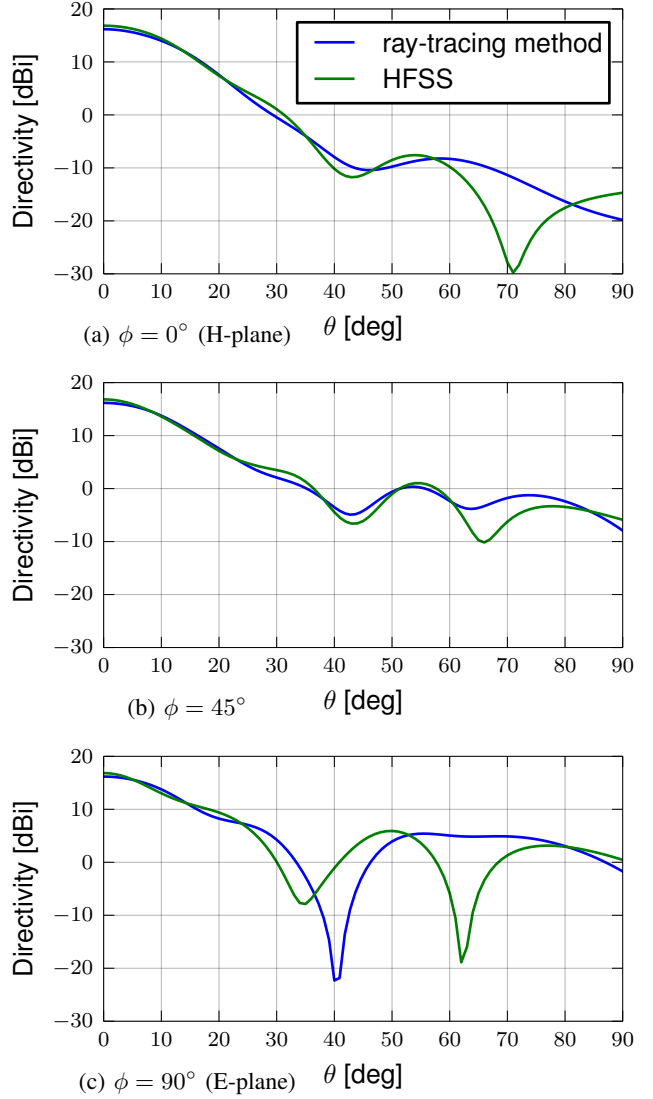 20
10
0
−10
−20
−30
Directivity [dBi]
ray-tracing method
HFSS
0 10 20 30 40 50 60 70 80 90
θ [deg]
(a) ϕ = 0° (H-plane)
20
10
0
−10
−20
−30
Directivity [dBi]
0 10 20 30 40 50 60 70 80 90
θ [deg]
(b) ϕ = 45°
20
10
0
−10
−20
−30
Directivity [dBi]
0 10 20 30 40 50 60 70 80 90
θ [deg]
(c) ϕ = 90° (E-plane)